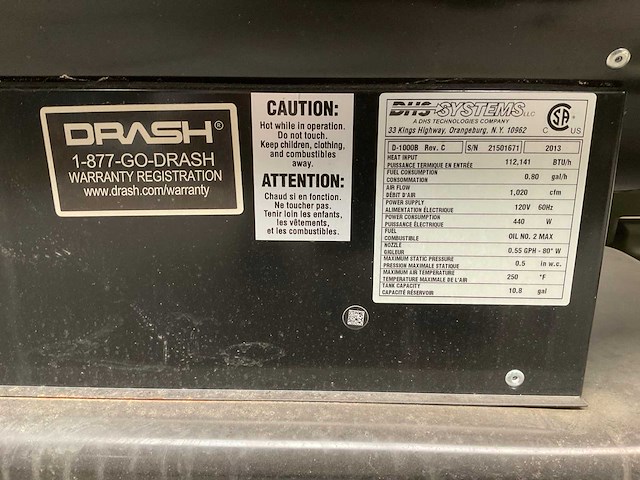 DRASH®
1-877-GO-DRASH
WARRANTY REGISTRATION
www.drash.com/warranty
CAUTION:
Hot while in operation.
Do not touch.
Keep children, clothing,
and combustibles
away.
ATTENTION:
Chaud si en fonction.
Ne toucher pas.
Tenir loin les enfants,
les vêtements,
et les combustibles.
DHS SYSTEMS LLC
A DHS TECHNOLOGIES COMPANY
33 Kings Highway, Orangeburg, N.Y. 10962
C US
D-1000B Rev. C S/N 21501671 2013
HEAT INPUT
PUISSANCE TERMIQUE EN ENTRÉE 112,141 BTU/h
FUEL CONSUMPTION
CONSOMMATION 0.80 gal/h
AIR FLOW
DÉBIT D'AIR 1,020 cfm
POWER SUPPLY
ALIMENTATION ÉLECTRICQUE 120V 60Hz
POWER CONSUMPTION
PUISSANCE ÉLECTRICQUE 440 W
FUEL
COMBUSTIBLE OIL NO. 2 MAX
NOZZLE
GIGLEUR 0.55 GPH - 80° W
MAXIMUM STATIC PRESSURE
PRESSION MAXIMALE STATIQUE 0.5 in w.c.
MAXIMUM AIR TEMPERATURE
TEMPERATURE MAXIMALE DE L'AIR 250 °F
TANK CAPACITY
CAPACITÉ RÉSERVOIR 10.8 gal